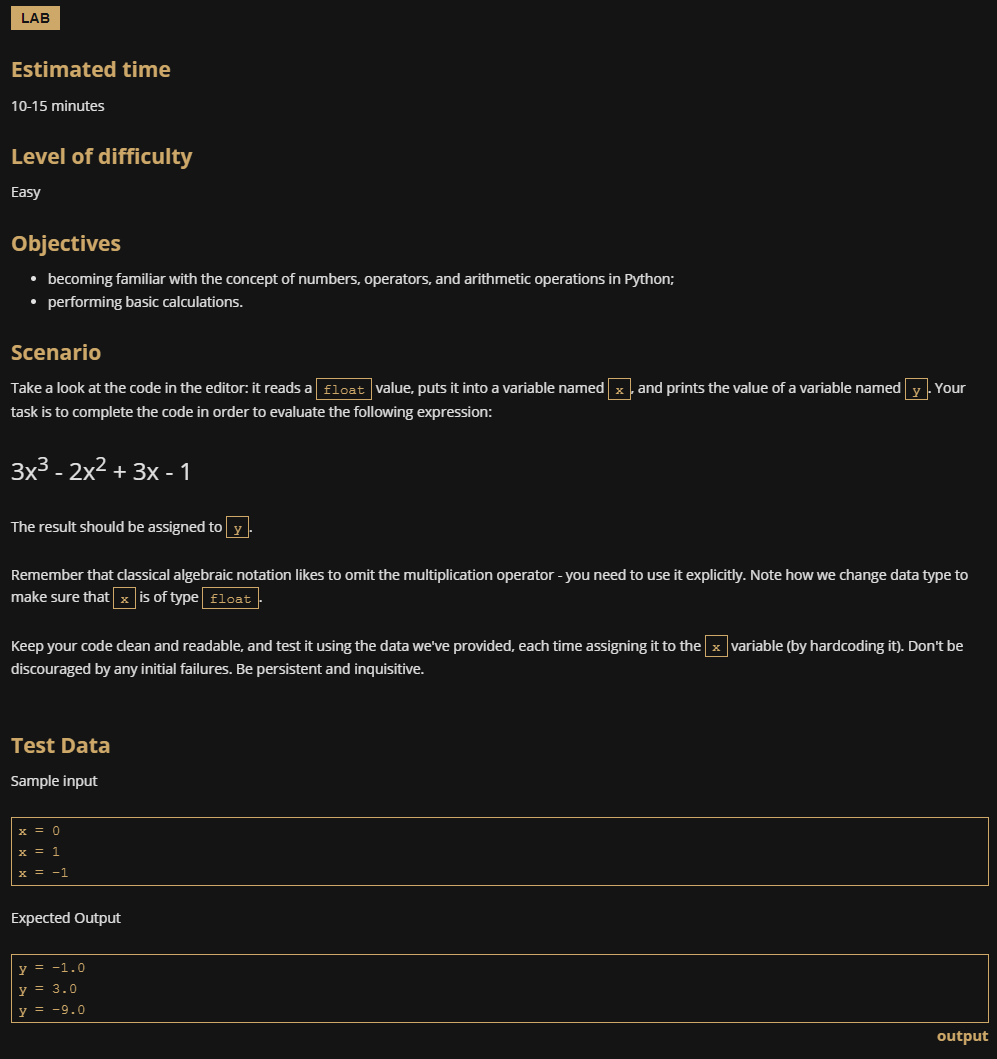 LAB
Estimated time
10-15 minutes
Level of difficulty
Easy
Objectives
• becoming familiar with the concept of numbers, operators, and arithmetic operations in Python;
• performing basic calculations.
Scenario
Take a look at the code in the editor: it reads a float value, puts it into a variable named x, and prints the value of a variable named y. Your
task is to complete the code in order to evaluate the following expression:
3x³ - 2x² + 3x - 1
The result should be assigned to y.
Remember that classical algebraic notation likes to omit the multiplication operator - you need to use it explicitly. Note how we change data type to
make sure that x is of type float.
Keep your code clean and readable, and test it using the data we've provided, each time assigning it to the x variable (by hardcoding it). Don't be
discouraged by any initial failures. Be persistent and inquisitive.
Test Data
Sample input
x = 0
x = 1
x = -1
Expected Output
y = -1.0
y = 3.0
y = -9.0
output